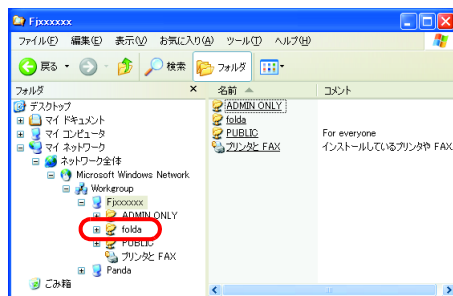 Fjxxxxxx
ファイル(F) 編集(E) 表示(V) お気に入り(A) ツール(T) ヘルプ(H)
戻る 検索 フォルダ
フォルダ × 名前 コメント
デスクトップ
マイ ドキュメント
マイ コンピュータ
マイ ネットワーク
ネットワーク全体
Microsoft Windows Network
Workgroup
Fjxxxxxx
ADMIN ONLY
folda
PUBLIC
プリンタと FAX
Panda
ごみ箱
ADMIN ONLY
folda
PUBLIC For everyone
プリンタと FAX インストールしているプリンタや FAX